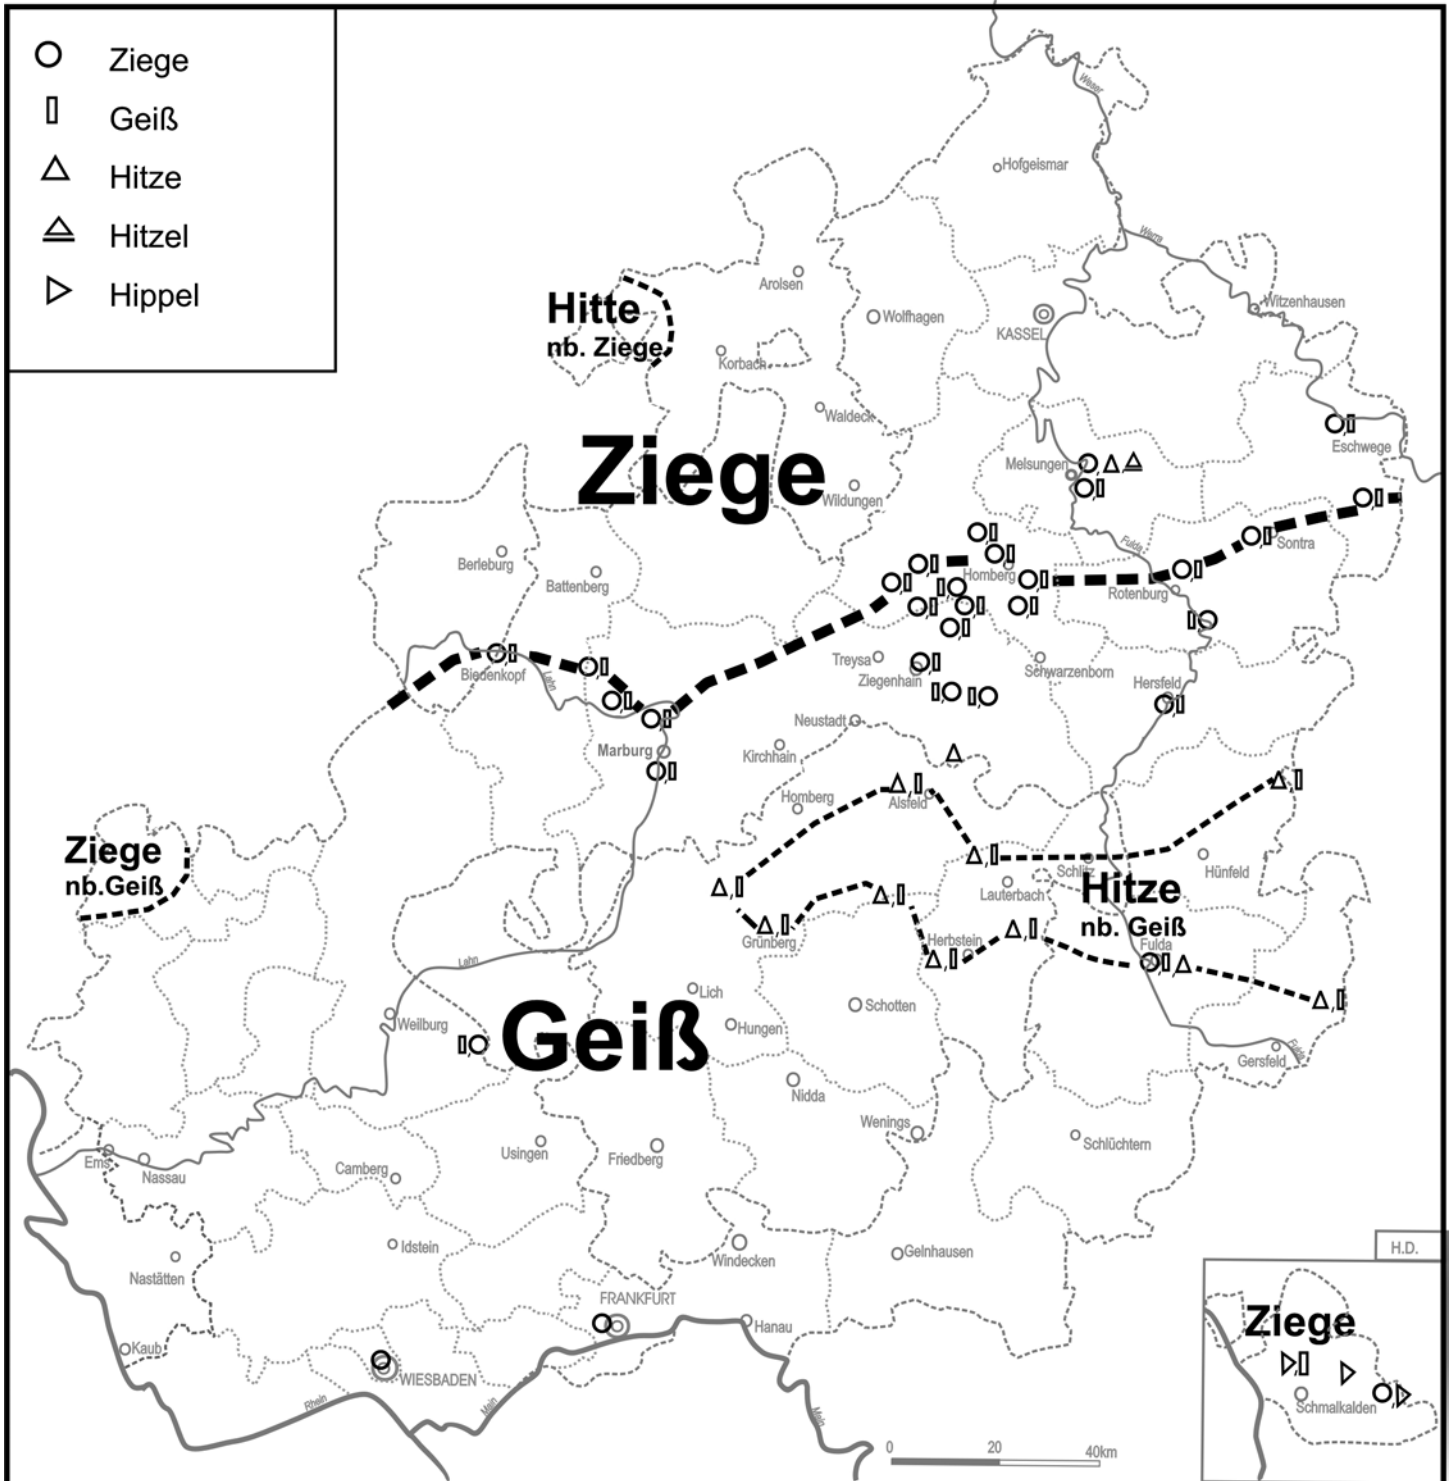 Ziege
Geiß
Hitze
Hitzel
Hippel
Weser
Hofgeismar
Werra
Arolsen
Hitte
nb. Ziege
Wolfhagen
KASSEL
Witzenhausen
Korbach
Waldeck
Eschwege
Ziege
Melsungen
Wildungen
Fulda
Sontra
Berleburg
Battenberg
Homberg
Rotenburg
Treysa
Ziegenhain
Schwarzenborn
Biedenkopf
Lahn
Hersfeld
Neustadt
Marburg
Kirchhain
Homberg
Alsfeld
Ziege
nb.Geiß
Schlitz
Hünfeld
Lauterbach
Hitze
nb. Geiß
Grünberg
Herbstein
Fulda
Lahn
Lich
Schotten
Weilburg
Geiß
Hungen
Gersfeld
Fulda
Nidda
Wenings
Schlüchtern
Ems
Nassau
Camberg
Usingen
Friedberg
Idstein
Windecken
Gelnhausen
H.D.
Nastätten
FRANKFURT
Hanau
Ziege
Kaub
WIESBADEN
Rhein
Main
Main
Schmalkalden
0
20
40km